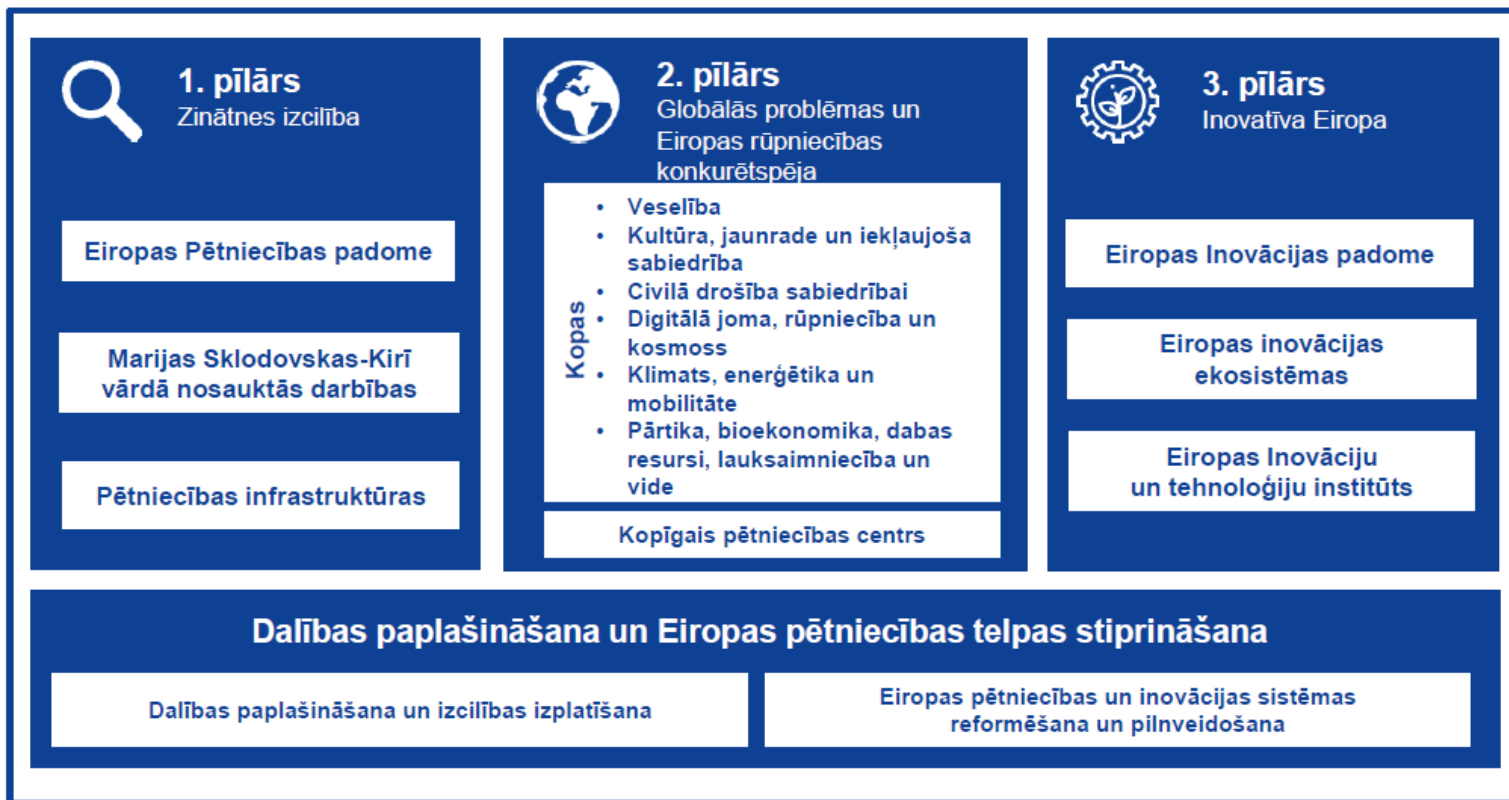 1. pīlārs
Zinātnes izcilība
Eiropas Pētniecības padome
Marijas Sklodovskas-Kirī
vārdā nosauktās darbības
Pētniecības infrastruktūras
2. pīlārs
Globālās problēmas un
Eiropas rūpniecības
konkurētspēja
Kopas
• Veselība
• Kultūra, jaunrade un iekļaujoša
sabiedrība
• Civilā drošība sabiedrībai
• Digitālā joma, rūpniecība un
kosmoss
• Klimats, enerģētika un
mobilitāte
• Pārtika, bioekonomika, dabas
resursi, lauksaimniecība un
vide
Kopīgais pētniecības centrs
3. pīlārs
Inovatīva Eiropa
Eiropas Inovācijas padome
Eiropas inovācijas
ekosistēmas
Eiropas Inovāciju
un tehnoloģiju institūts
Dalības paplašināšana un Eiropas pētniecības telpas stiprināšana
Dalības paplašināšana un izcilības izplatīšana
Eiropas pētniecības un inovācijas sistēmas
reformēšana un pilnveidošana